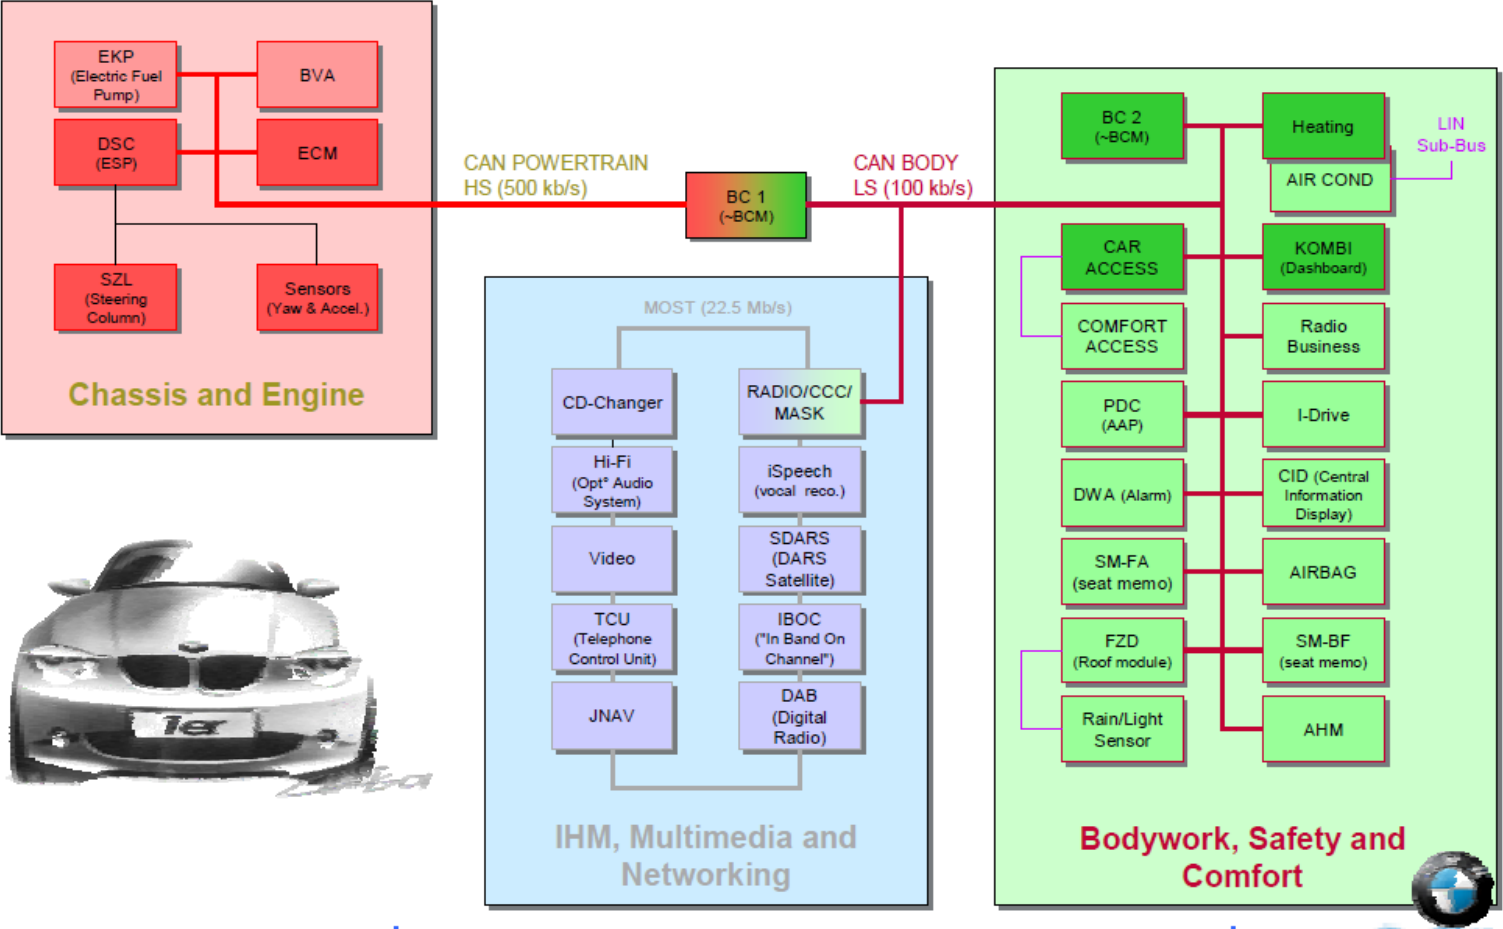 EKP
(Electric Fuel
Pump)
BVA
DSC
(ESP)
ECM
SZL
(Steering
Column)
Sensors
(Yaw & Accel.)
Chassis and Engine
CAN POWERTRAIN
HS (500 kb/s)
BC 1
(~BCM)
CAN BODY
LS (100 kb/s)
MOST (22.5 Mb/s)
CD-Changer
RADIO/CCC/
MASK
Hi-Fi
(Opt° Audio
System)
iSpeech
(vocal reco.)
Video
SDARS
(DARS
Satellite)
TCU
(Telephone
Control Unit)
IBOC
("In Band On
Channel")
JNAV
DAB
(Digital
Radio)
IHM, Multimedia and
Networking
BC 2
(~BCM)
Heating
LIN
Sub-Bus
AIR COND
CAR
ACCESS
KOMBI
(Dashboard)
COMFORT
ACCESS
Radio
Business
PDC
(AAP)
I-Drive
DWA (Alarm)
CID (Central
Information
Display)
SM-FA
(seat memo)
AIRBAG
FZD
(Roof module)
SM-BF
(seat memo)
Rain/Light
Sensor
AHM
Bodywork, Safety and
Comfort
1er